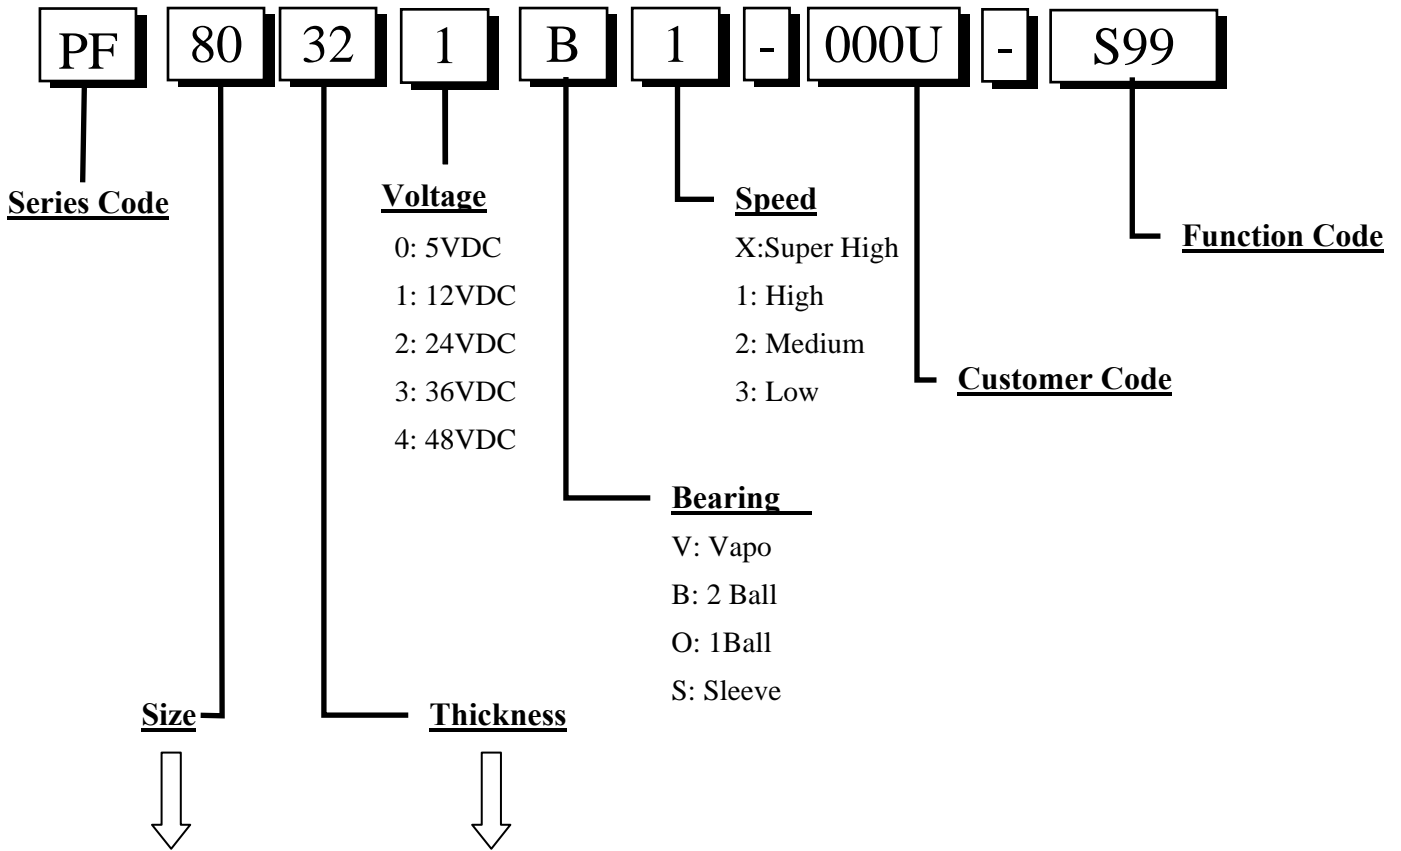 PF 80 32 1 B 1 - 000U - S99
Series Code
Voltage
0: 5VDC
1: 12VDC
2: 24VDC
3: 36VDC
4: 48VDC
Speed
X:Super High
1: High
2: Medium
3: Low
Function Code
Customer Code
Bearing
V: Vapo
B: 2 Ball
O: 1Ball
S: Sleeve
Size
Thickness